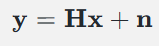 y = Hx + n